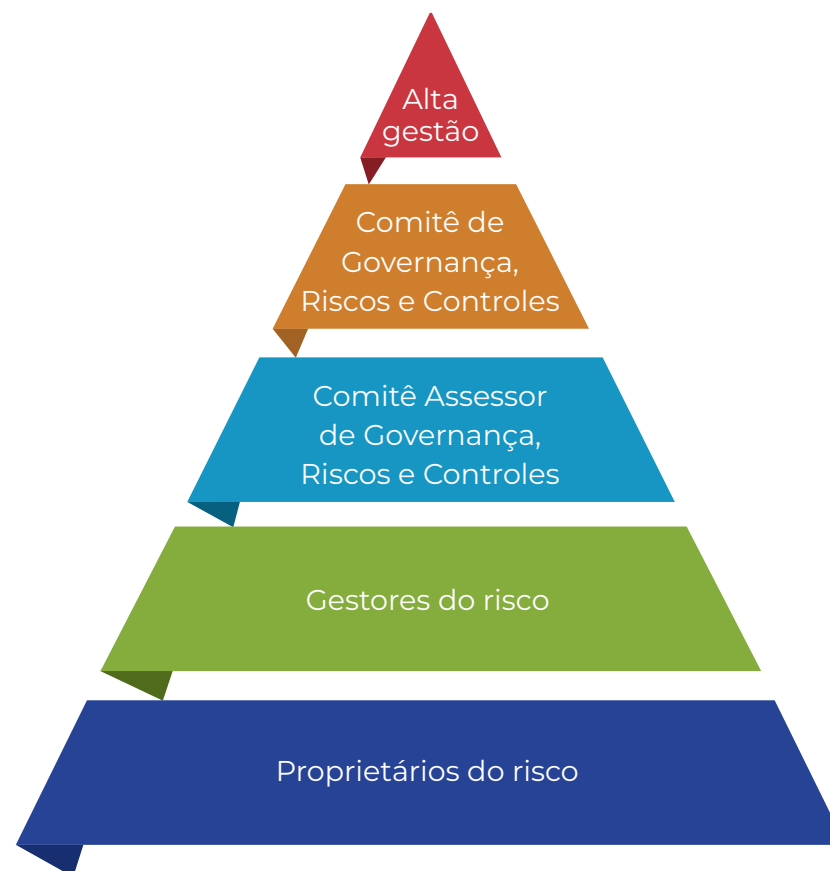 Alta
gestão
Comitê de
Governança,
Riscos e Controles
Comitê Assessor
de Governança,
Riscos e Controles
Gestores do risco
Proprietários do risco